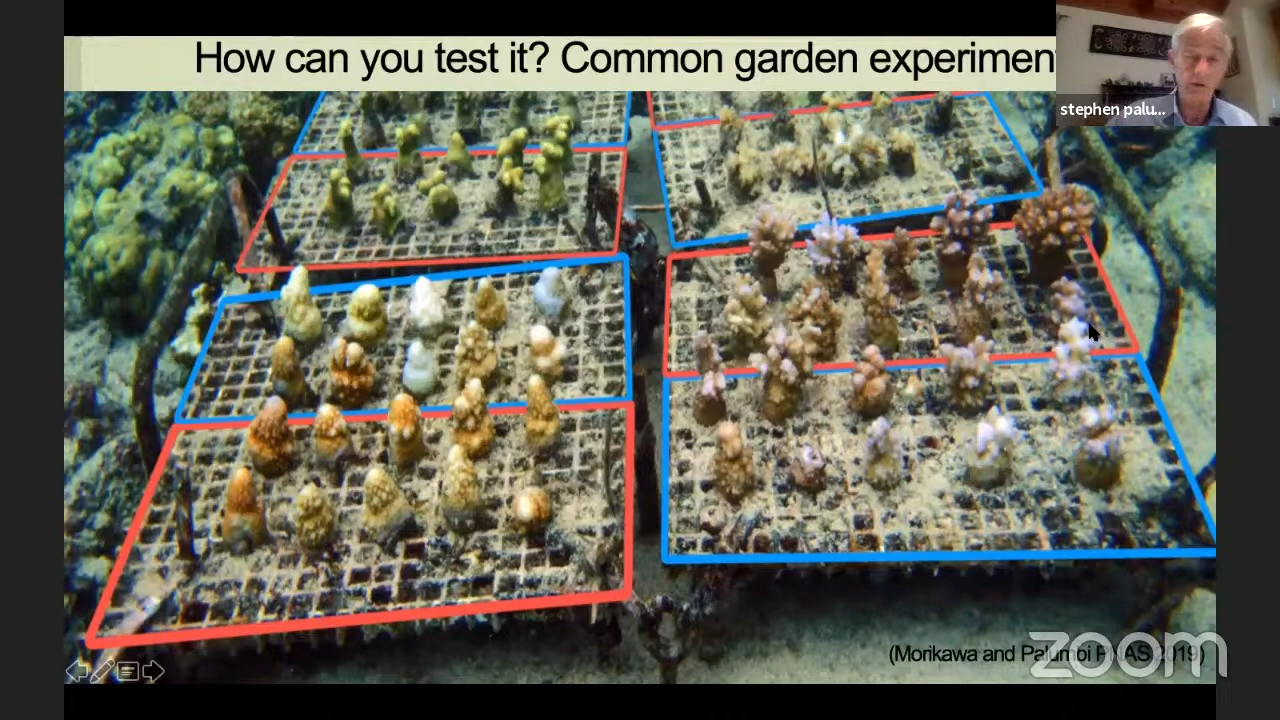 How can you test it? Common garden experimen
stephen palu...
(Morikawa and Palumbi PNAS 2019)
zoom